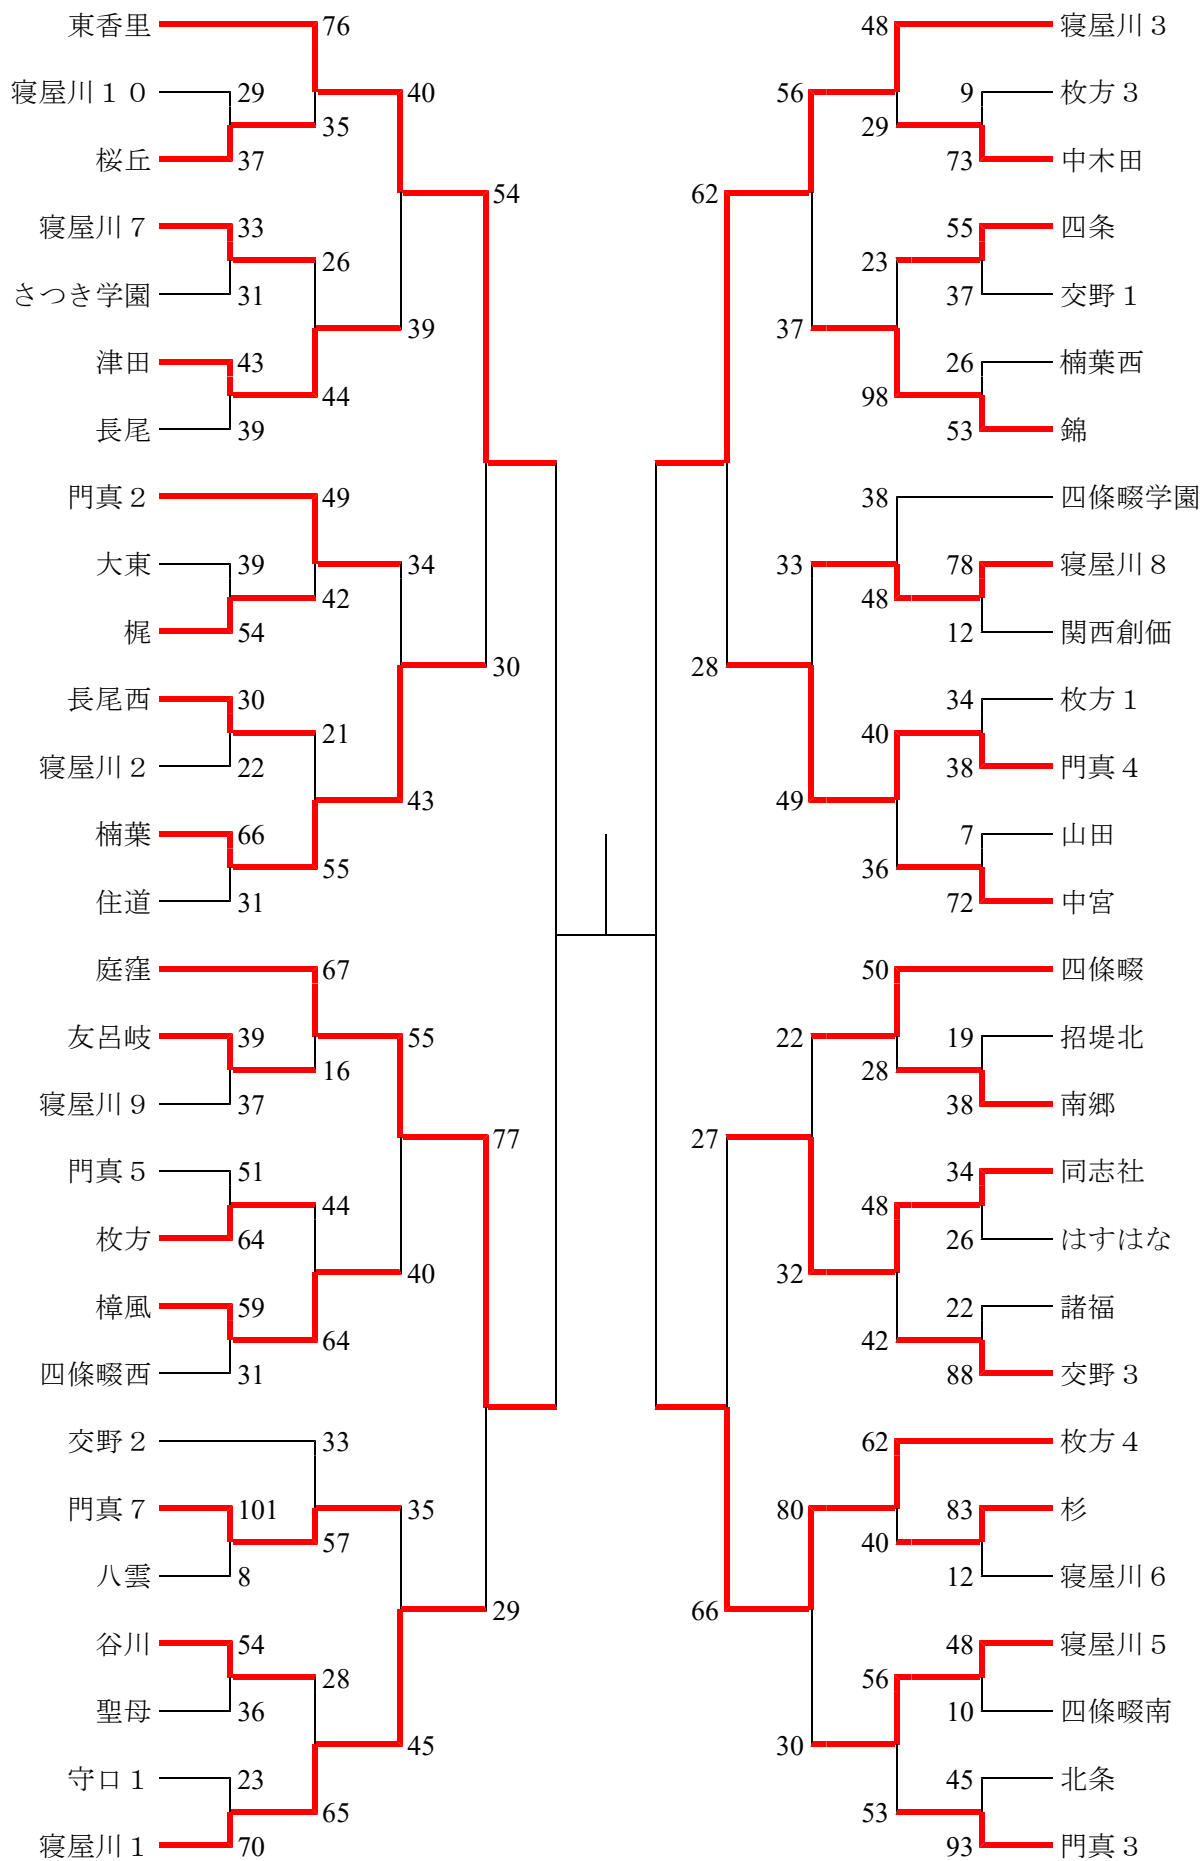 東香里 76 48 寝屋川３
寝屋川１０ 29 40 56 9 枚方３
35 29
桜丘 37 73 中木田
54 62
寝屋川７ 33 55 四条
26 23
さつき学園 31 37 交野１
39 37
津田 43 26 楠葉西
44 98
長尾 39 53 錦
門真２ 49 38 四條畷学園
大東 39 34 33 78 寝屋川８
42 48
梶 54 12 関西創価
30 28
長尾西 30 34 枚方１
21 40
寝屋川２ 22 38 門真４
43 49
楠葉 66 7 山田
55 36
住道 31 72 中宮
庭窪 67 50 四條畷
友呂岐 39 55 22 19 招堤北
16 28
寝屋川９ 37 38 南郷
77 27
門真５ 51 34 同志社
44 48
枚方 64 26 はすはな
40 32
樟風 59 22 諸福
64 42
四條畷西 31 88 交野３
交野２ 33 62 枚方４
門真７ 101 35 80 83 杉
57 40
八雲 8 12 寝屋川６
29 66
谷川 54 48 寝屋川５
28 56
聖母 36 10 四條畷南
45 30
守口１ 23 45 北条
65 53
寝屋川１ 70 93 門真３